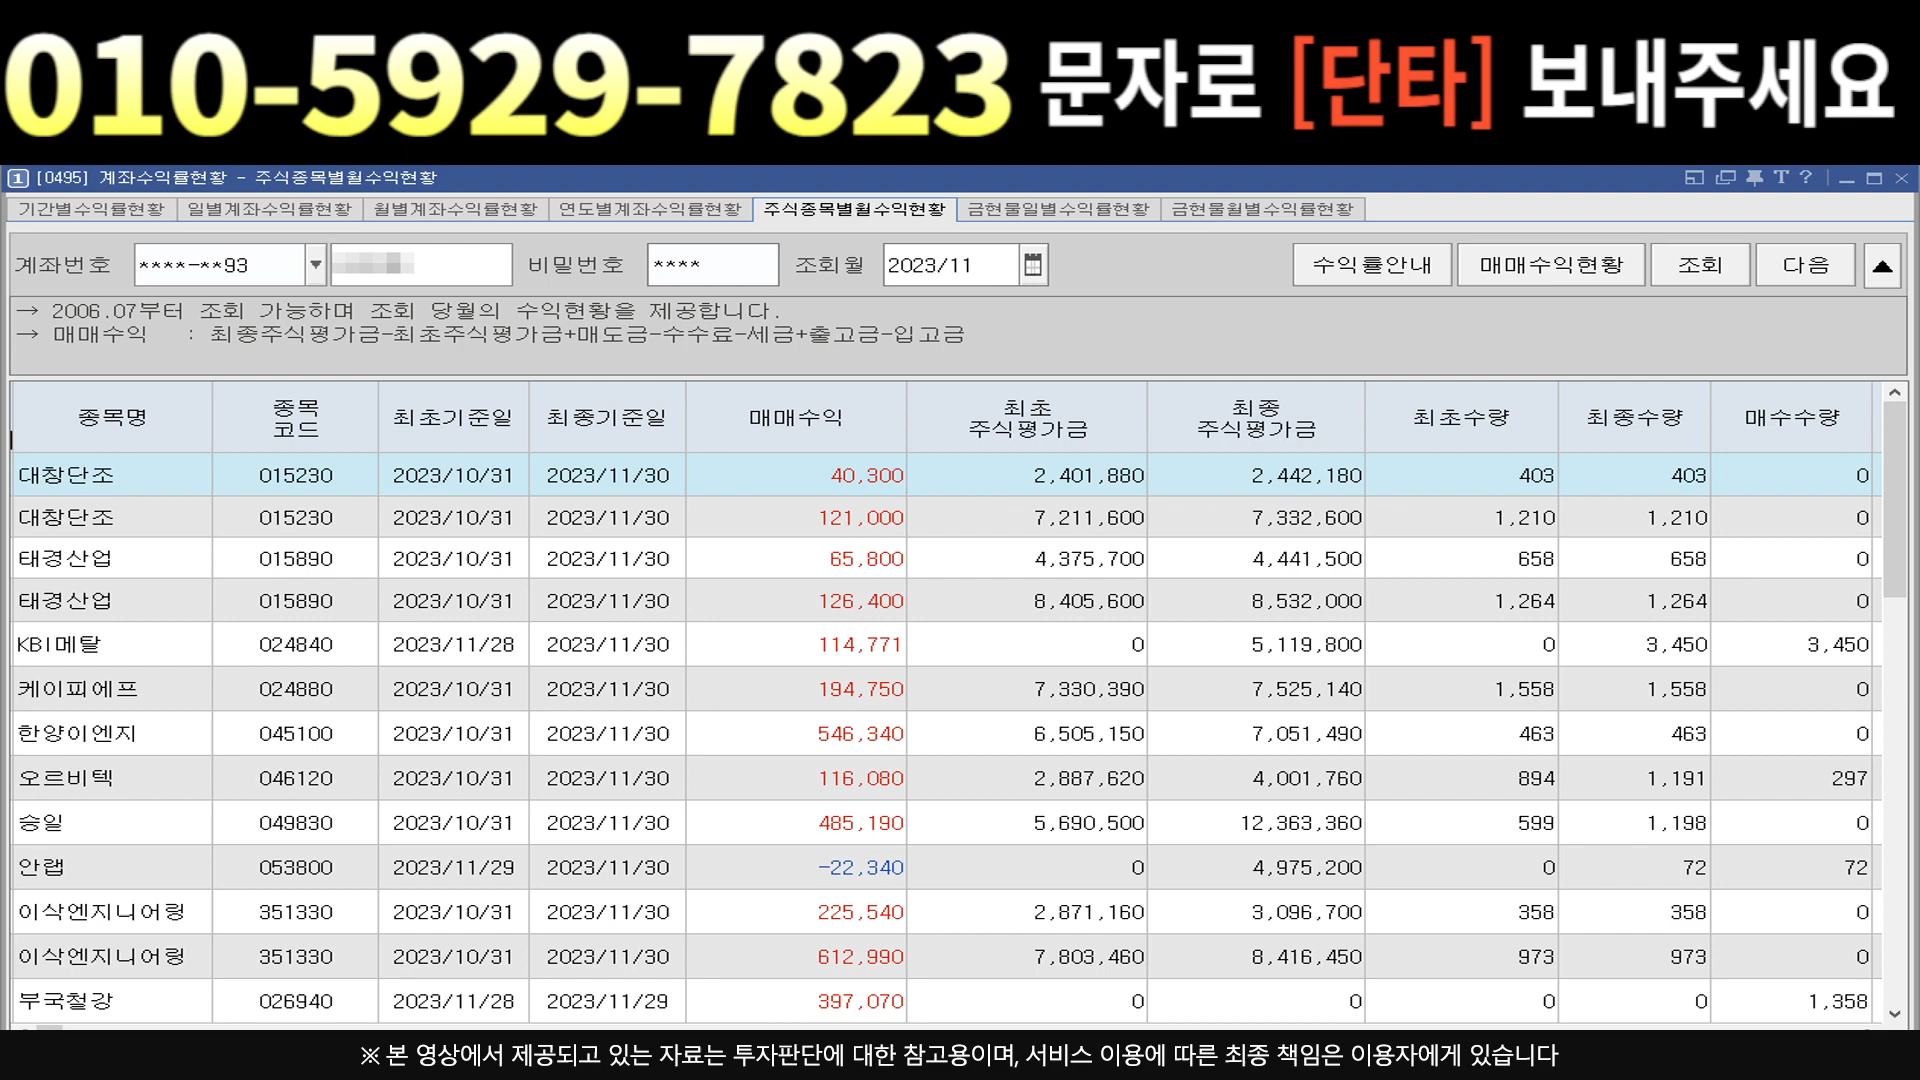 010-5929-7823 문자로 [단타] 보내주세요
1 [0495] 계좌수익률현황 - 주식종목별월수익현황
기간별수익률현황 일별계좌수익률현황 월별계좌수익률현황 연도별계좌수익률현황 주식종목별월수익현황 금현물일별수익률현황 금현물월별수익률현황
계좌번호 ****-**93 비밀번호 **** 조회월 2023/11 수익률안내 매매수익현황 조회 다음 ▲
→ 2006.07부터 조회 가능하며 조회 당월의 수익현황을 제공합니다.
→ 매매수익 : 최종주식평가금-최초주식평가금+매도금-수수료-세금+출고금-입고금
종목명 종목코드 최초기준일 최종기준일 매매수익 최초주식평가금 최종주식평가금 최초수량 최종수량 매수수량
대창단조 015230 2023/10/31 2023/11/30 40,300 2,401,880 2,442,180 403 403 0
대창단조 015230 2023/10/31 2023/11/30 121,000 7,211,600 7,332,600 1,210 1,210 0
태경산업 015890 2023/10/31 2023/11/30 65,800 4,375,700 4,441,500 658 658 0
태경산업 015890 2023/10/31 2023/11/30 126,400 8,405,600 8,532,000 1,264 1,264 0
KBI메탈 024840 2023/11/28 2023/11/30 114,771 0 5,119,800 0 3,450 3,450
케이피에프 024880 2023/10/31 2023/11/30 194,750 7,330,390 7,525,140 1,558 1,558 0
한양이엔지 045100 2023/10/31 2023/11/30 546,340 6,505,150 7,051,490 463 463 0
오르비텍 046120 2023/10/31 2023/11/30 116,080 2,887,620 4,001,760 894 1,191 297
승일 049830 2023/10/31 2023/11/30 485,190 5,690,500 12,363,360 599 1,198 0
안랩 053800 2023/11/29 2023/11/30 -22,340 0 4,975,200 0 72 72
이삭엔지니어링 351330 2023/10/31 2023/11/30 225,540 2,871,160 3,096,700 358 358 0
이삭엔지니어링 351330 2023/10/31 2023/11/30 612,990 7,803,460 8,416,450 973 973 0
부국철강 026940 2023/11/28 2023/11/29 397,070 0 0 0 0 1,358
※ 본 영상에서 제공되고 있는 자료는 투자판단에 대한 참고용이며, 서비스 이용에 따른 최종 책임은 이용자에게 있습니다